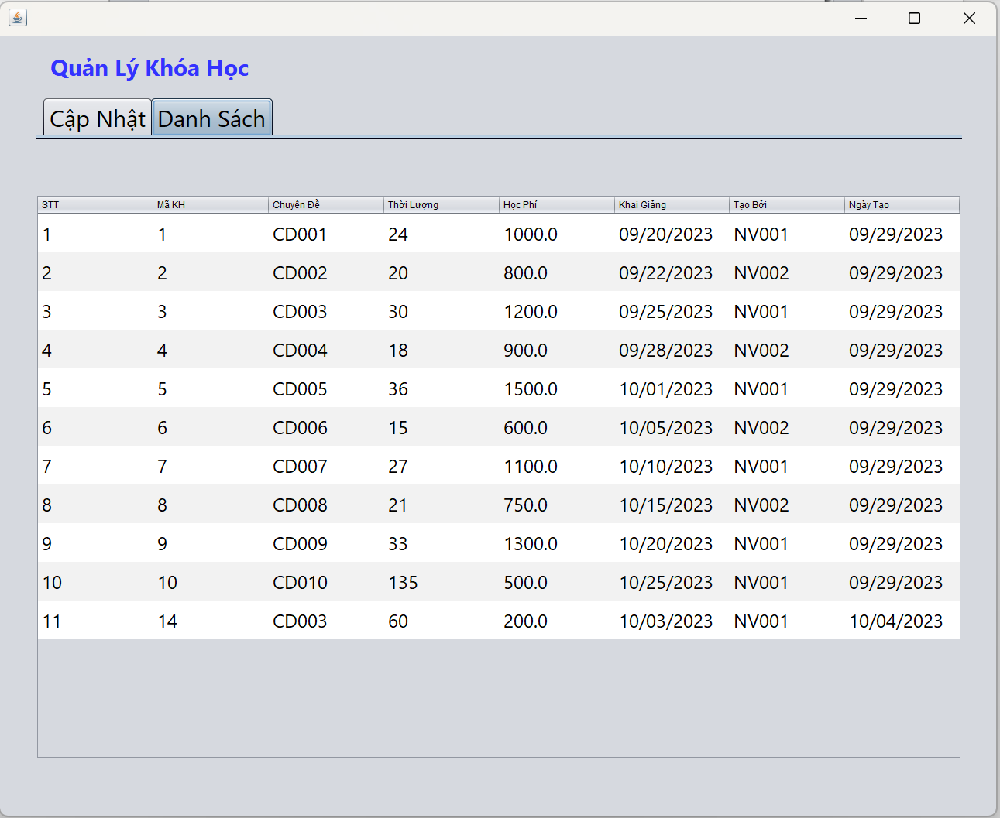 Quản Lý Khóa Học
Cập Nhật Danh Sách
STT Mã KH Chuyên Đề Thời Lượng Học Phí Khai Giảng Tạo Bởi Ngày Tạo
1 1 CD001 24 1000.0 09/20/2023 NV001 09/29/2023
2 2 CD002 20 800.0 09/22/2023 NV002 09/29/2023
3 3 CD003 30 1200.0 09/25/2023 NV001 09/29/2023
4 4 CD004 18 900.0 09/28/2023 NV002 09/29/2023
5 5 CD005 36 1500.0 10/01/2023 NV001 09/29/2023
6 6 CD006 15 600.0 10/05/2023 NV002 09/29/2023
7 7 CD007 27 1100.0 10/10/2023 NV001 09/29/2023
8 8 CD008 21 750.0 10/15/2023 NV002 09/29/2023
9 9 CD009 33 1300.0 10/20/2023 NV001 09/29/2023
10 10 CD010 135 500.0 10/25/2023 NV001 09/29/2023
11 14 CD003 60 200.0 10/03/2023 NV001 10/04/2023